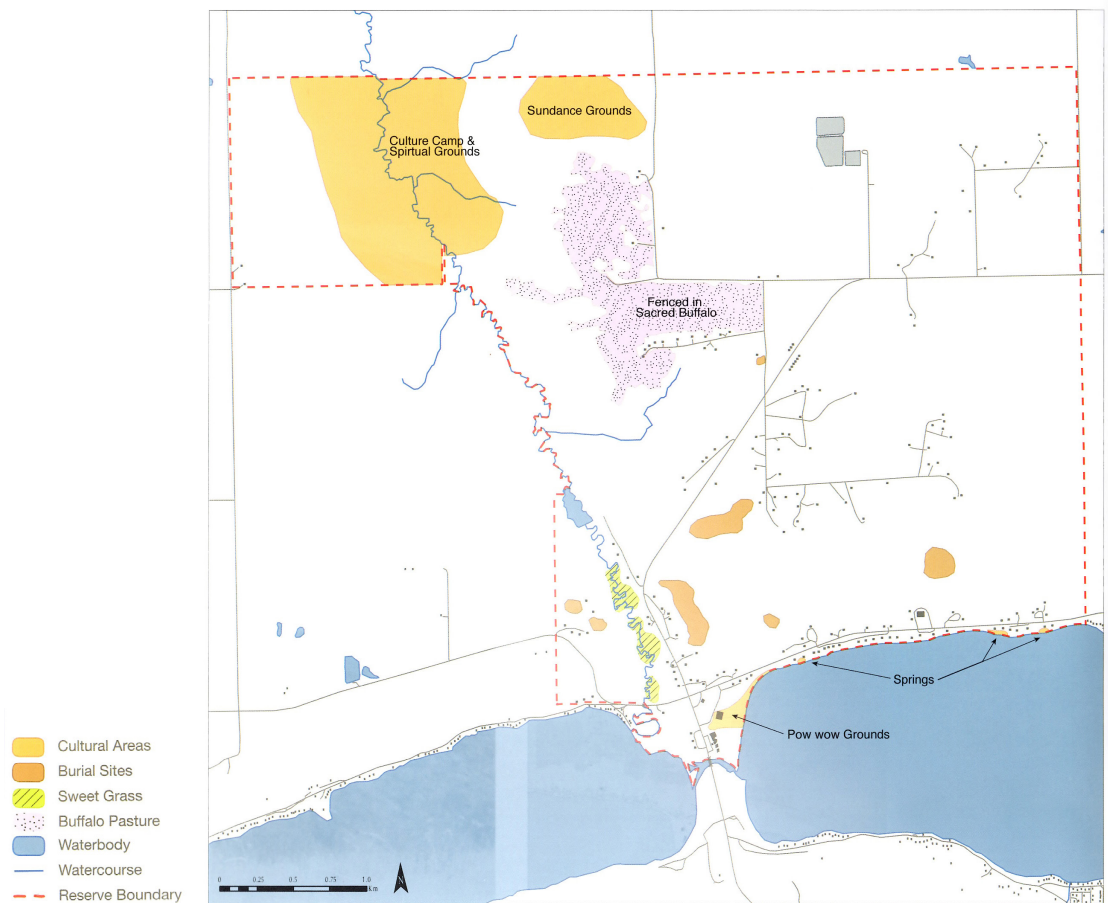 Sundance Grounds
Culture Camp &
Spirtual Grounds
Fenced in
Sacred Buffalo
Springs
Pow wow Grounds
Cultural Areas
Burial Sites
Sweet Grass
Buffalo Pasture
Waterbody
Watercourse
Reserve Boundary
0 0.25 0.5 0.75 1.0
Km